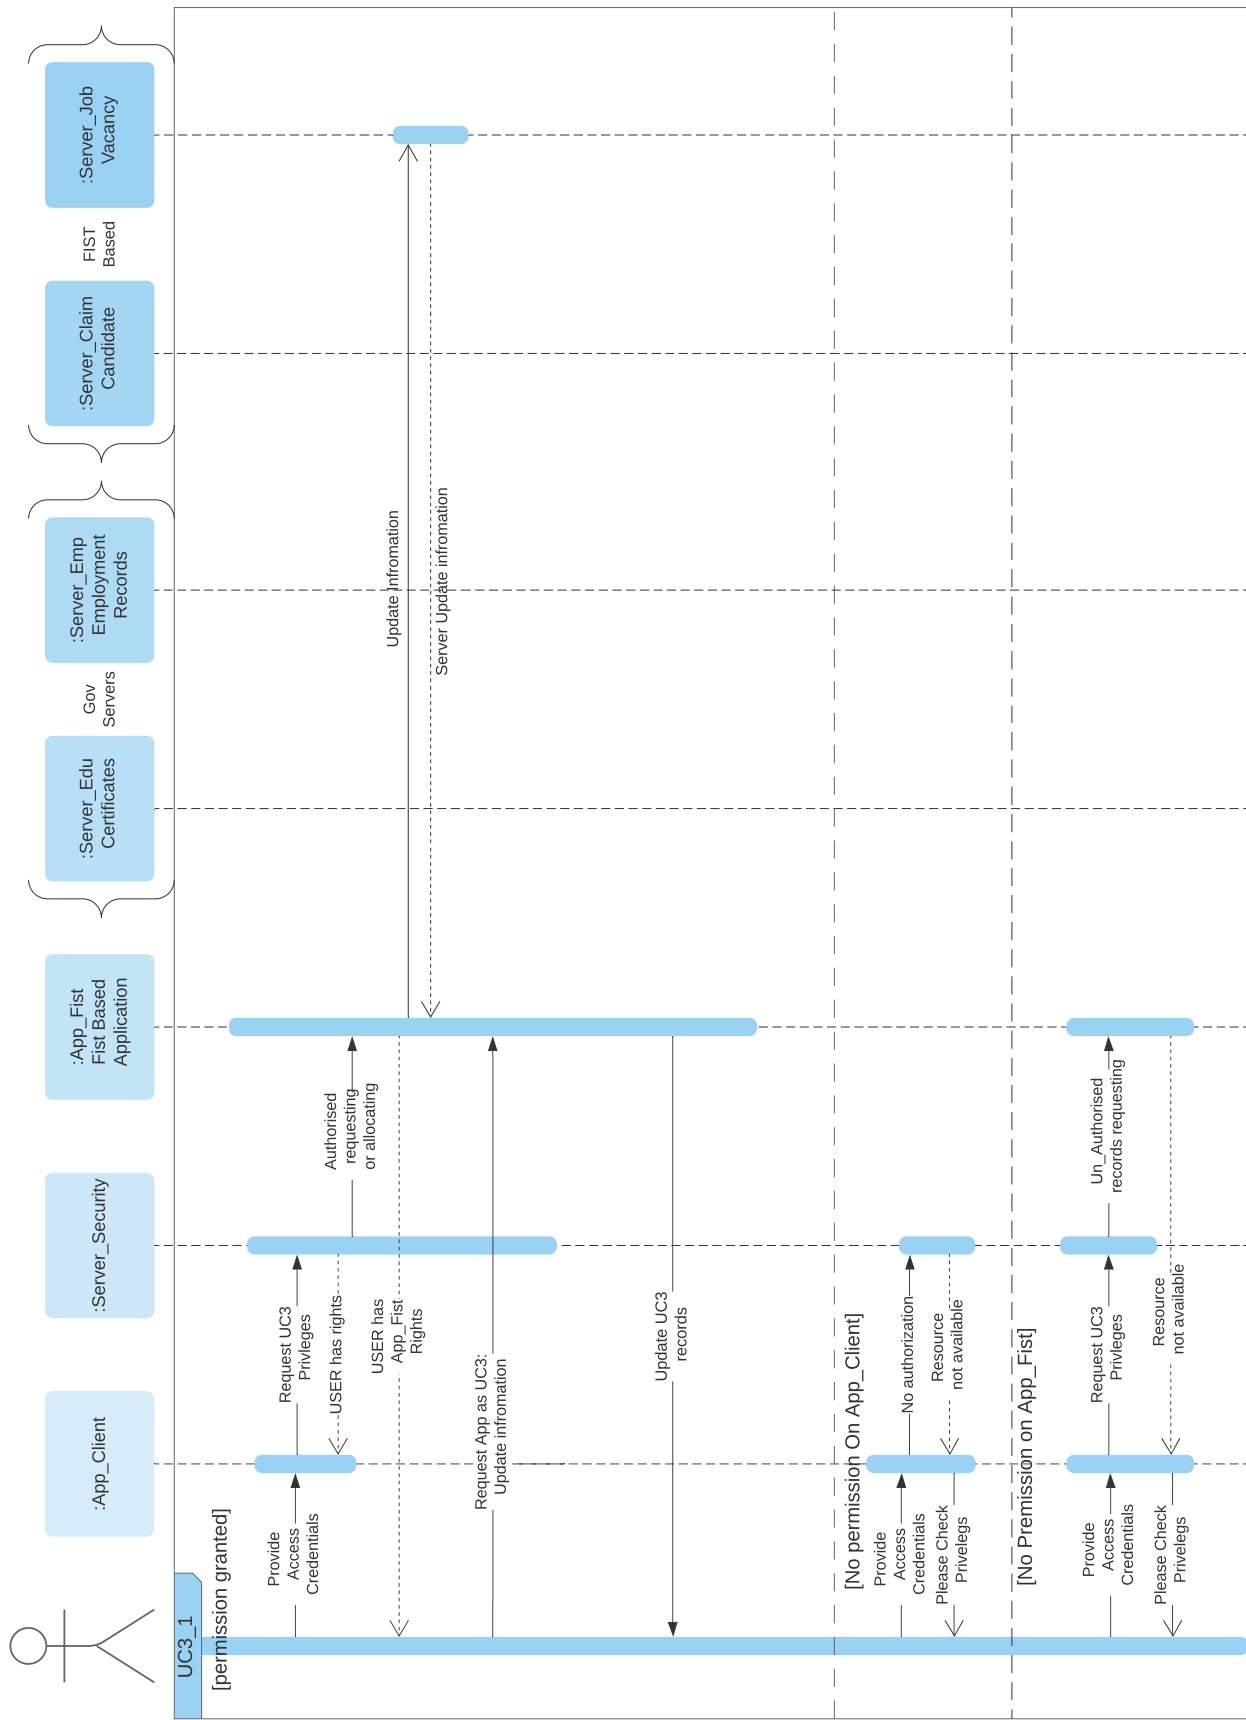 :App_Client
:Server_Security
:App_Fist
Fist Based
Application
:Server_Edu
Certificates
Gov
Servers
:Server_Emp
Employment
Records
:Server_Claim
Candidate
FIST
Based
:Server_Job
Vacancy
UC3_1
[permission granted]
Provide
Access
Credentials
Request UC3
Privleges
USER has rights
Authorised
requesting
or allocating
USER has
App_Fist
Rights
Update Infromation
Server Update infromation
Request App as UC3:
Update infromation
Update UC3
records
[No permission On App_Client]
Provide
Access
Credentials
No authorization
Resource
not available
Please Check
Privelegs
[No Premission on App_Fist]
Provide
Access
Credentials
Request UC3
Privleges
Un_Authorised
records requesting
Resource
not available
Please Check
Privelegs